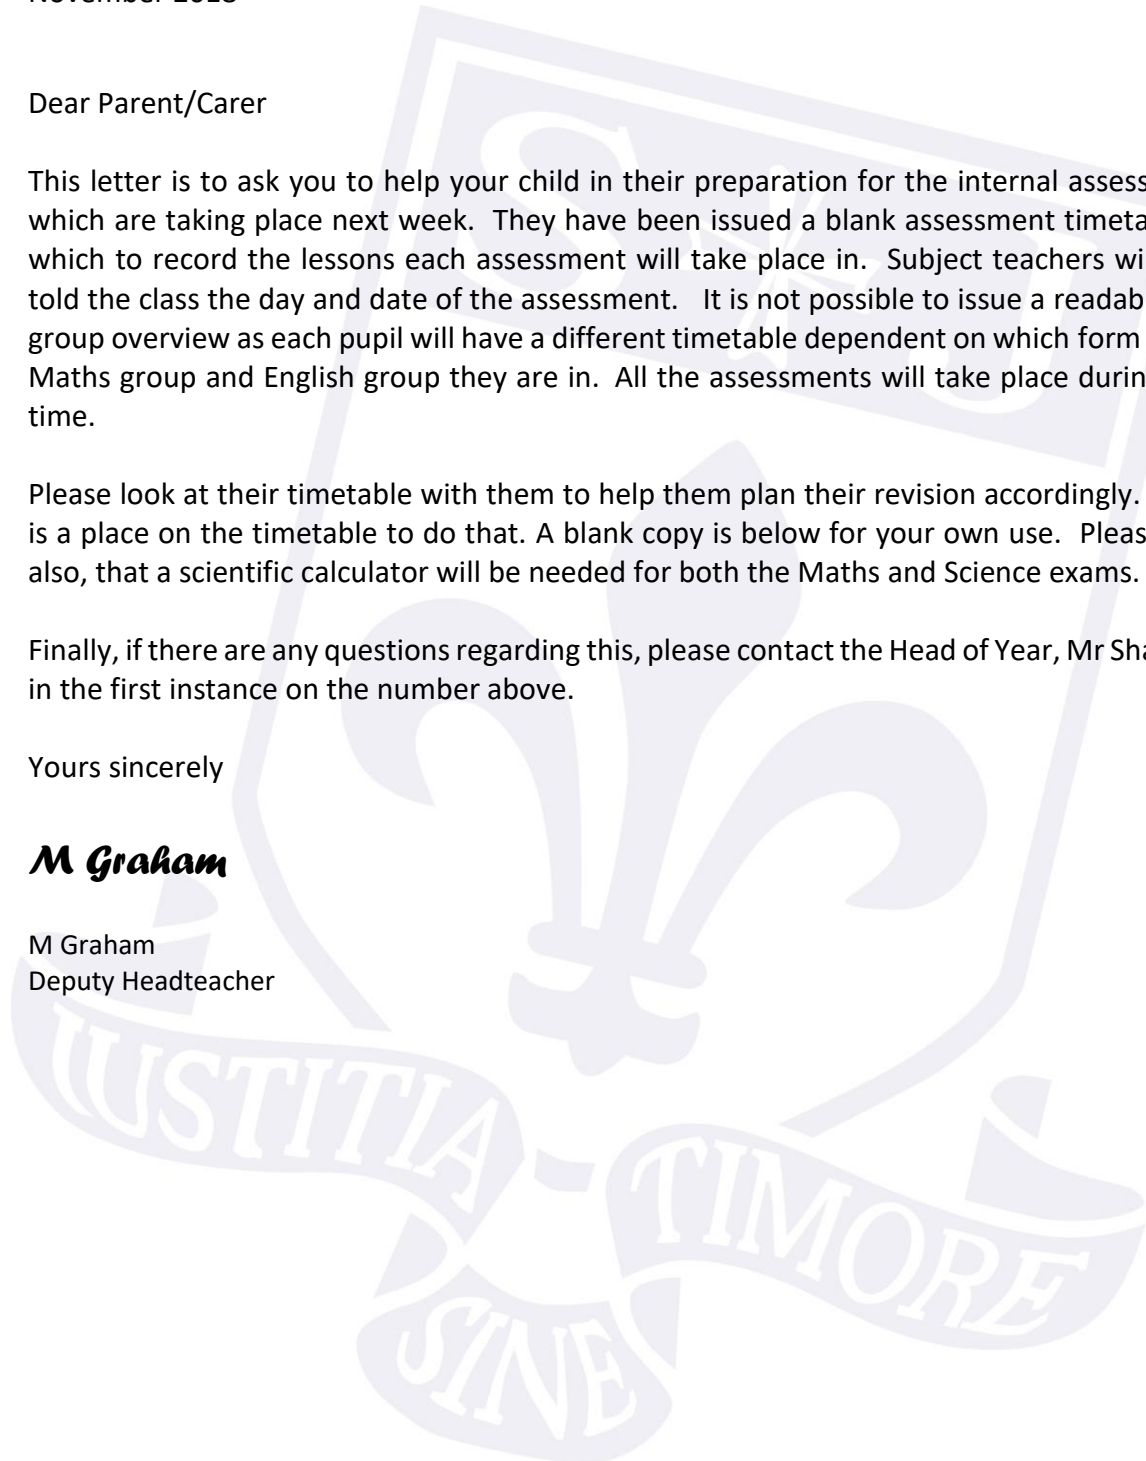 Dear Parent/Carer
This letter is to ask you to help your child in their preparation for the internal
which are taking place next week. They have been issued a blank assessment
which to record the lessons each assessment will take place in. Subject teachers
told the class the day and date of the assessment. It is not possible to issue a
group overview as each pupil will have a different timetable dependent on which form
Maths group and English group they are in. All the assessments will take place
time.
Please look at their timetable with them to help them plan their revision accordingly.
is a place on the timetable to do that. A blank copy is below for your own use.
also, that a scientific calculator will be needed for both the Maths and Science exams.
Finally, if there are any questions regarding this, please contact the Head of Year, Mr
in the first instance on the number above.
Yours sincerely
M Graham
M Graham
Deputy Headteacher
S J
IUSTITIA - TIMORE
SINE